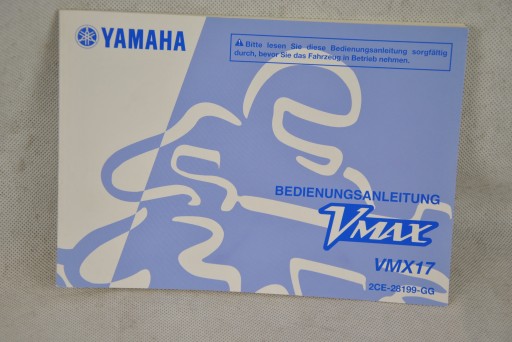 YAMAHA
⚠ Bitte lesen Sie diese Bedienungsanleitung sorgfältig
durch, bevor Sie das Fahrzeug in Betrieb nehmen.
BEDIENUNGSANLEITUNG
VMAX
VMX17
2CE-28199-GG